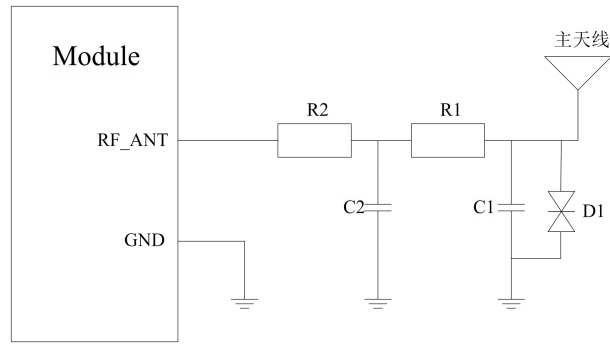 主天线
Module
R2
R1
RF_ANT
C2
C1
D1
GND